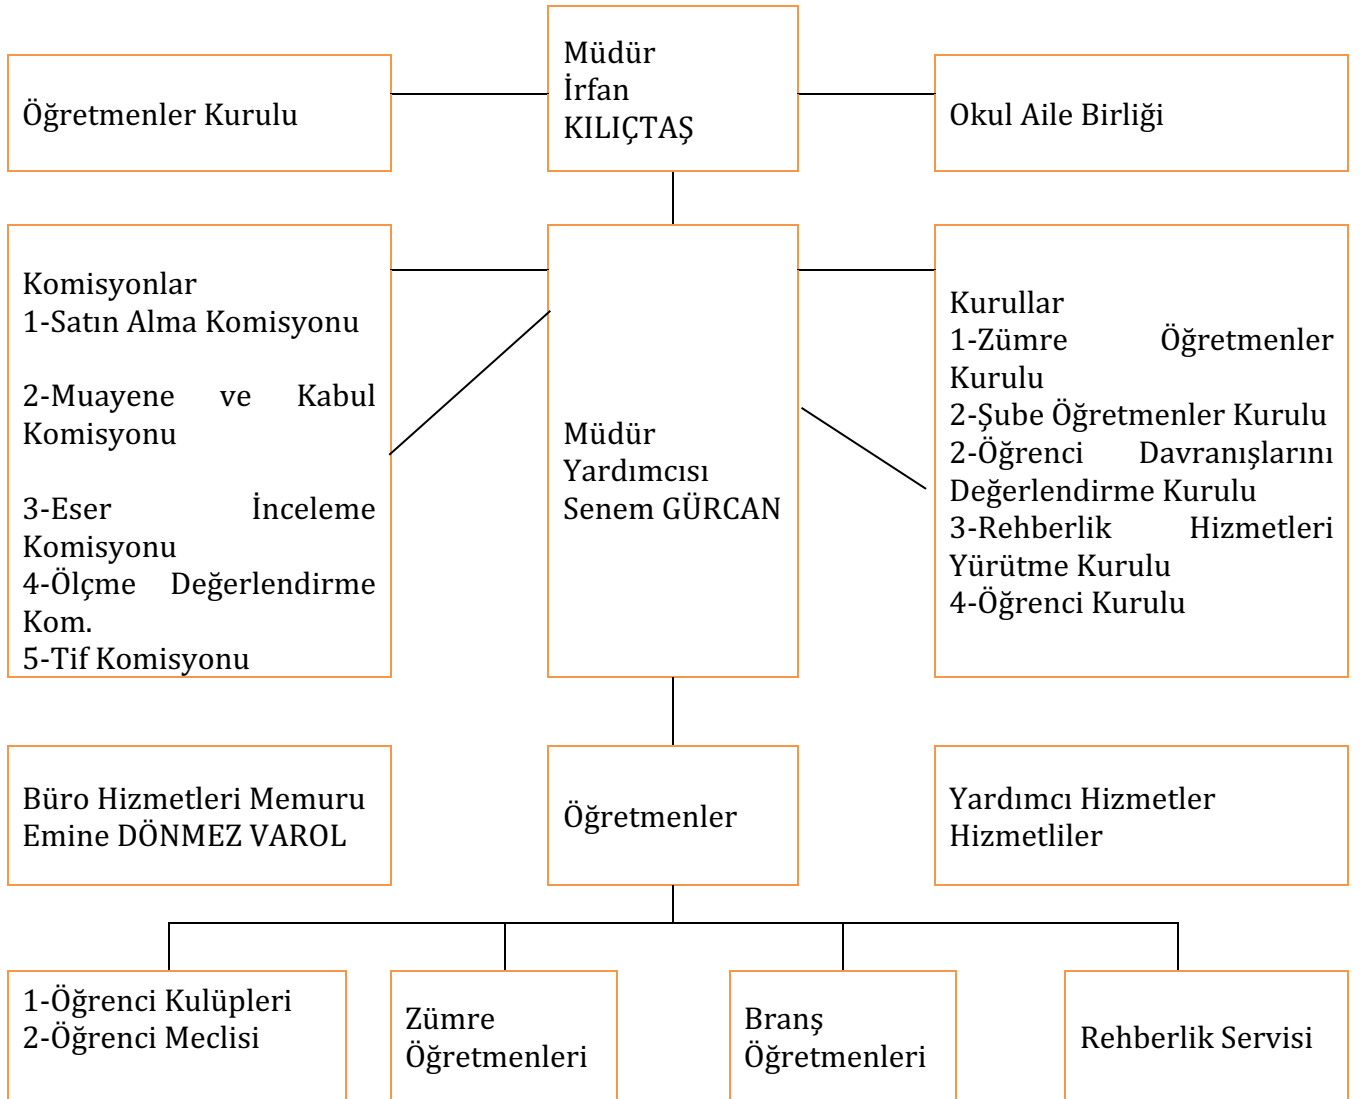 Müdür
İrfan
KILIÇTAŞ
Öğretmenler Kurulu
Okul Aile Birliği
Komisyonlar
1-Satın Alma Komisyonu
2-Muayene ve Kabul
Komisyonu
3-Eser İnceleme
Komisyonu
4-Ölçme Değerlendirme
Kom.
5-Tif Komisyonu
Müdür
Yardımcısı
Senem GÜRCAN
Kurullar
1-Zümre Öğretmenler
Kurulu
2-Şube Öğretmenler Kurulu
2-Öğrenci Davranışlarını
Değerlendirme Kurulu
3-Rehberlik Hizmetleri
Yürütme Kurulu
4-Öğrenci Kurulu
Büro Hizmetleri Memuru
Emine DÖNMEZ VAROL
Öğretmenler
Yardımcı Hizmetler
Hizmetliler
1-Öğrenci Kulüpleri
2-Öğrenci Meclisi
Zümre
Öğretmenleri
Branş
Öğretmenleri
Rehberlik Servisi